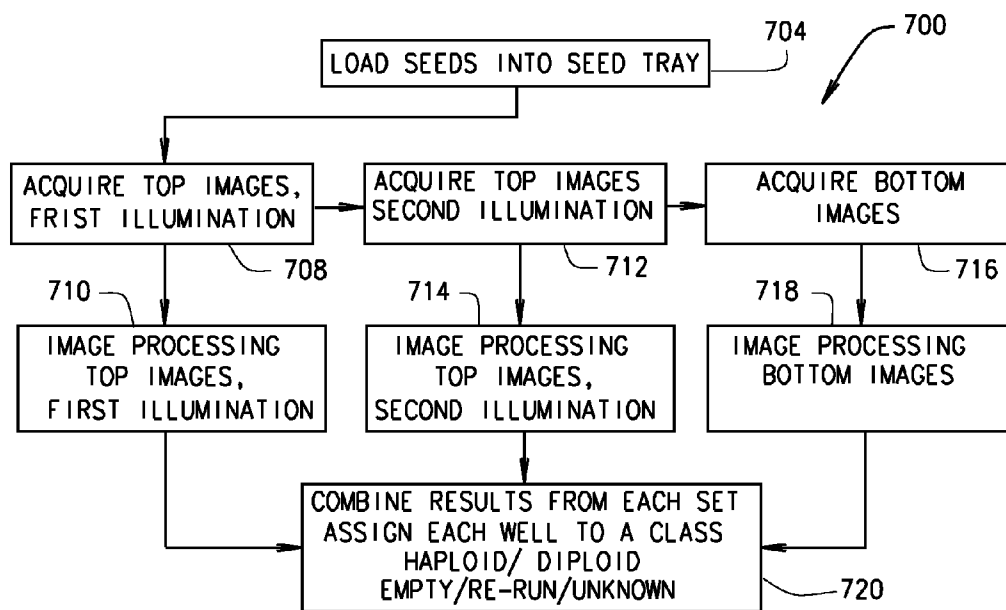 700
704
LOAD SEEDS INTO SEED TRAY
ACQUIRE TOP IMAGES,
FRIST ILLUMINATION
708
ACQUIRE TOP IMAGES
SECOND ILLUMINATION
712
ACQUIRE BOTTOM
IMAGES
716
710
IMAGE PROCESSING
TOP IMAGES,
FIRST ILLUMINATION
714
IMAGE PROCESSING
TOP IMAGES,
SECOND ILLUMINATION
718
IMAGE PROCESSING
BOTTOM IMAGES
COMBINE RESULTS FROM EACH SET
ASSIGN EACH WELL TO A CLASS
HAPLOID/ DIPLOID
EMPTY/RE-RUN/UNKNOWN
720